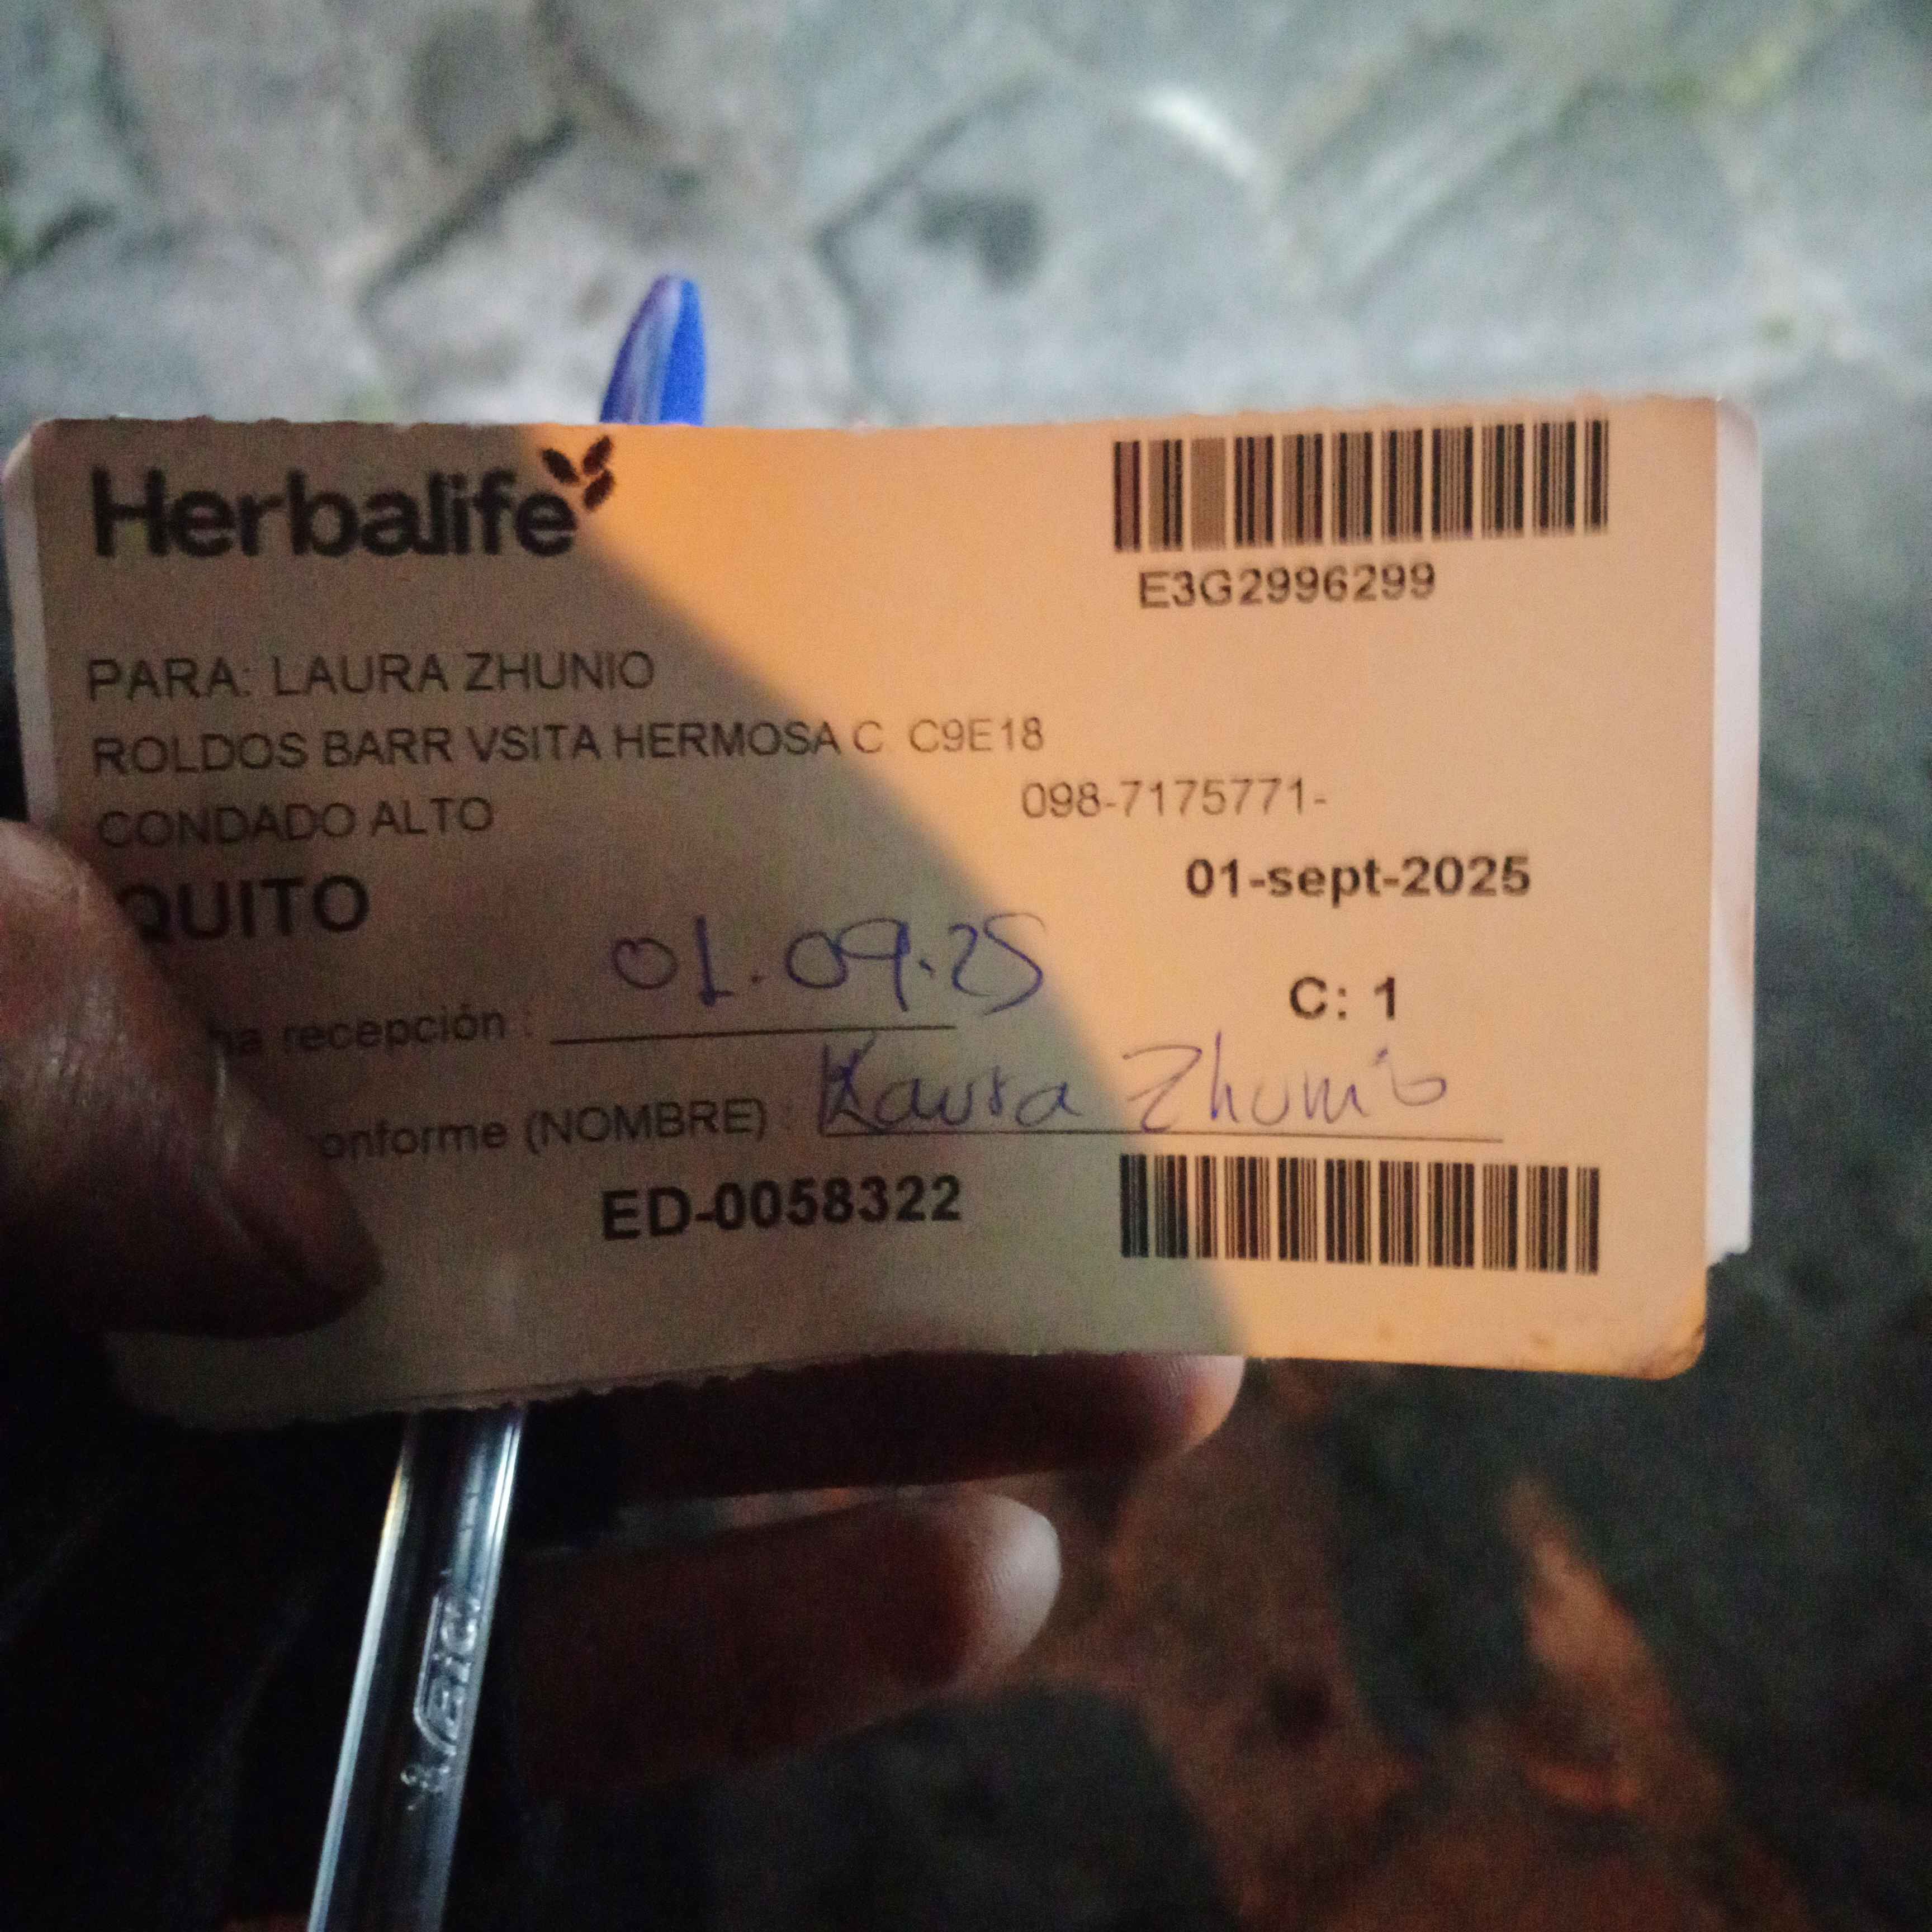 Herbalife
E3G2996299
PARA: LAURA ZHUNIO
ROLDOS BARR VSITA HERMOSA C C9E18
CONDADO ALTO
098-7175771-
QUITO
01-sept-2025
01.09.25
recepción :
C: 1
Laura Zhunio
(NOMBRE) :
ED-0058322
BIC